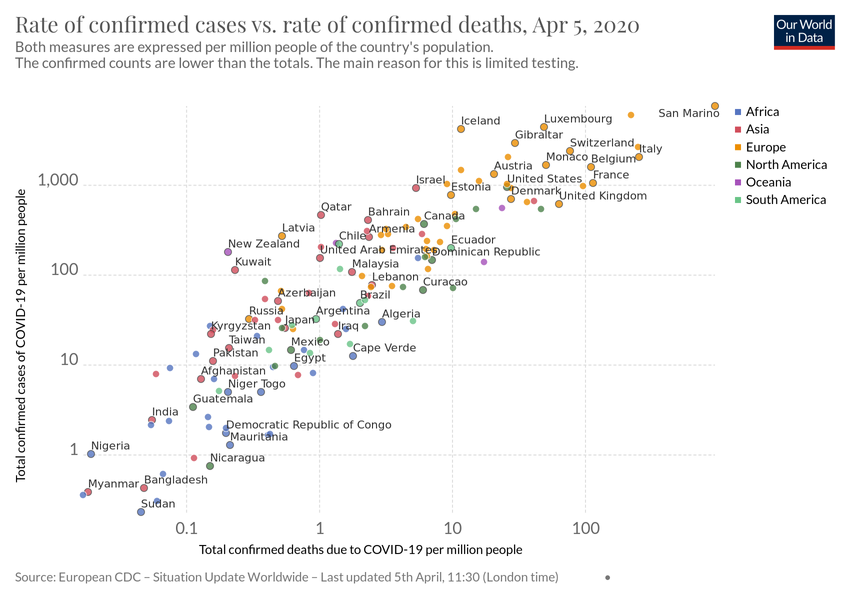 Rate of confirmed cases vs. rate of confirmed deaths, Apr 5, 2020
Both measures are expressed per million people of the country's population.
The confirmed counts are lower than the totals. The main reason for this is limited testing.
Our World
in Data
San Marino
Iceland
Luxembourg
Gibraltar
Switzerland
Italy
Monaco
Belgium
Austria
France
Israel
United States
Estonia
Denmark
United Kingdom
Qatar
Bahrain
Canada
Latvia
Armenia
Chile
New Zealand
Ecuador
United Arab Emirates
Dominican Republic
Kuwait
Malaysia
Lebanon
Curaçao
Azerbaijan
Brazil
Russia
Argentina
Algeria
Japan
Kyrgyzstan
Iraq
Taiwan
Mexico
Cape Verde
Pakistan
Egypt
Afghanistan
Niger
Togo
Guatemala
India
Democratic Republic of Congo
Mauritania
Nigeria
Nicaragua
Myanmar
Bangladesh
Sudan
1,000
100
10
1
0.1
1
10
100
Total confirmed cases of COVID-19 per million people
Total confirmed deaths due to COVID-19 per million people
Africa
Asia
Europe
North America
Oceania
South America
Source: European CDC – Situation Update Worldwide – Last updated 5th April, 11:30 (London time)